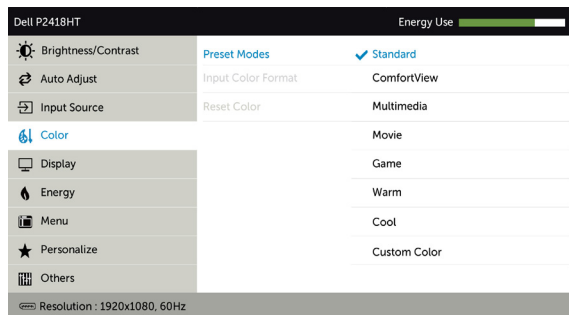 Dell P2418HT Energy Use
Brightness/Contrast Preset Modes Standard
Auto Adjust Input Color Format ComfortView
Input Source Reset Color Multimedia
Color Movie
Display Game
Energy Warm
Menu Cool
Personalize Custom Color
Others
Resolution : 1920x1080, 60Hz